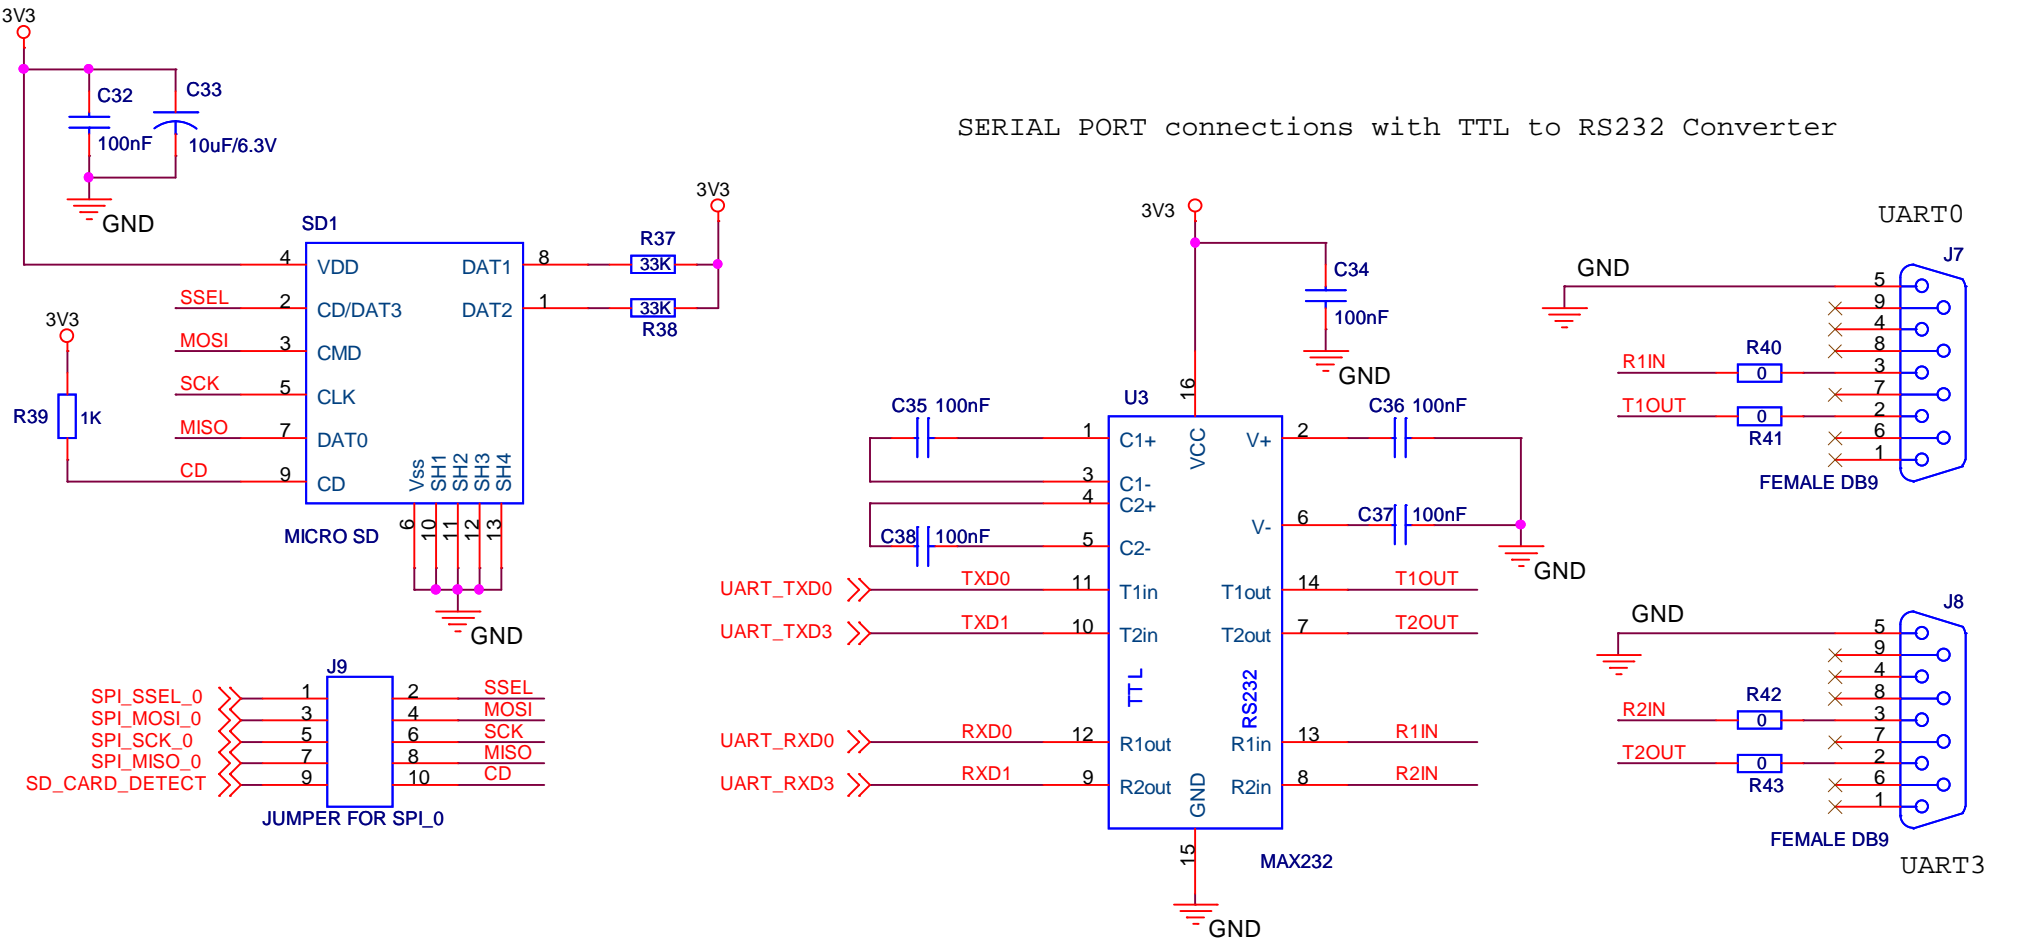 3V3
C32
100nF
C33
10uF/6.3V
GND
SD1
3V3
4 VDD
SSEL 2 CD/DAT3
MOSI 3 CMD
SCK 5 CLK
MISO 7 DAT0
CD 9 CD
DAT1 8
DAT2 1
R37
33K
33K
R38
3V3
R39 1K
Vss SH1 SH2 SH3 SH4
6 10 11 12 13
MICRO SD
GND
J9
SPI_SSEL_0 1 2 SSEL
SPI_MOSI_0 3 4 MOSI
SPI_SCK_0 5 6 SCK
SPI_MISO_0 7 8 MISO
SD_CARD_DETECT 9 10 CD
JUMPER FOR SPI_0
SERIAL PORT connections with TTL to RS232 Converter
3V3
C34
100nF
GND
16
U3
VCC
C35 100nF
1 C1+
3 C1-
4 C2+
C38 100nF
5 C2-
UART_TXD0 TXD0 11 T1in
UART_TXD3 TXD1 10 T2in
TTL
UART_RXD0 RXD0 12 R1out
UART_RXD3 RXD1 9 R2out
C36 100nF
V+ 2
C37 100nF
V- 6
GND
T1out 14 T1OUT
T2out 7 T2OUT
RS232
R1in 13 R1IN
R2in 8 R2IN
GND
15
MAX232
GND
UART0
J7
GND
5
9
4
8
R1IN R40 0 3
7
T1OUT 0 R41 2
6
1
FEMALE DB9
J8
GND
5
9
4
8
R2IN R42 0 3
7
T2OUT 0 R43 2
6
1
FEMALE DB9
UART3